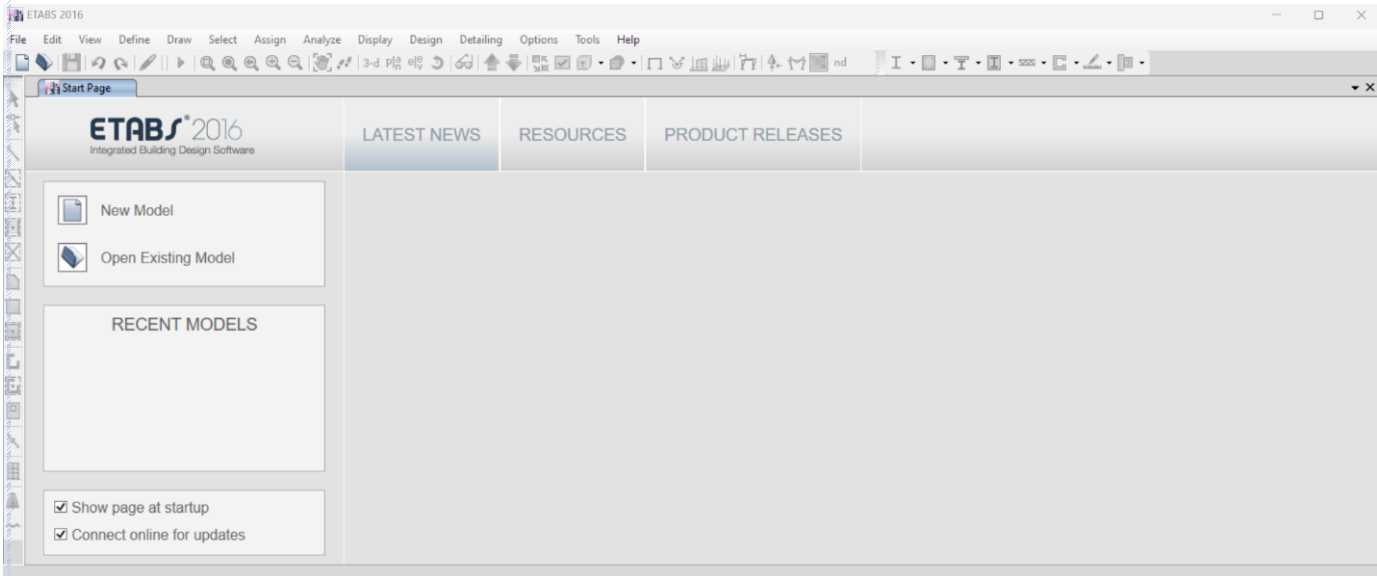 ETABS 2016
File Edit View Define Draw Select Assign Analyze Display Design Detailing Options Tools Help
3-d nd
Start Page
ETABS 2016
Integrated Building Design Software
LATEST NEWS RESOURCES PRODUCT RELEASES
New Model
Open Existing Model
RECENT MODELS
Show page at startup
Connect online for updates